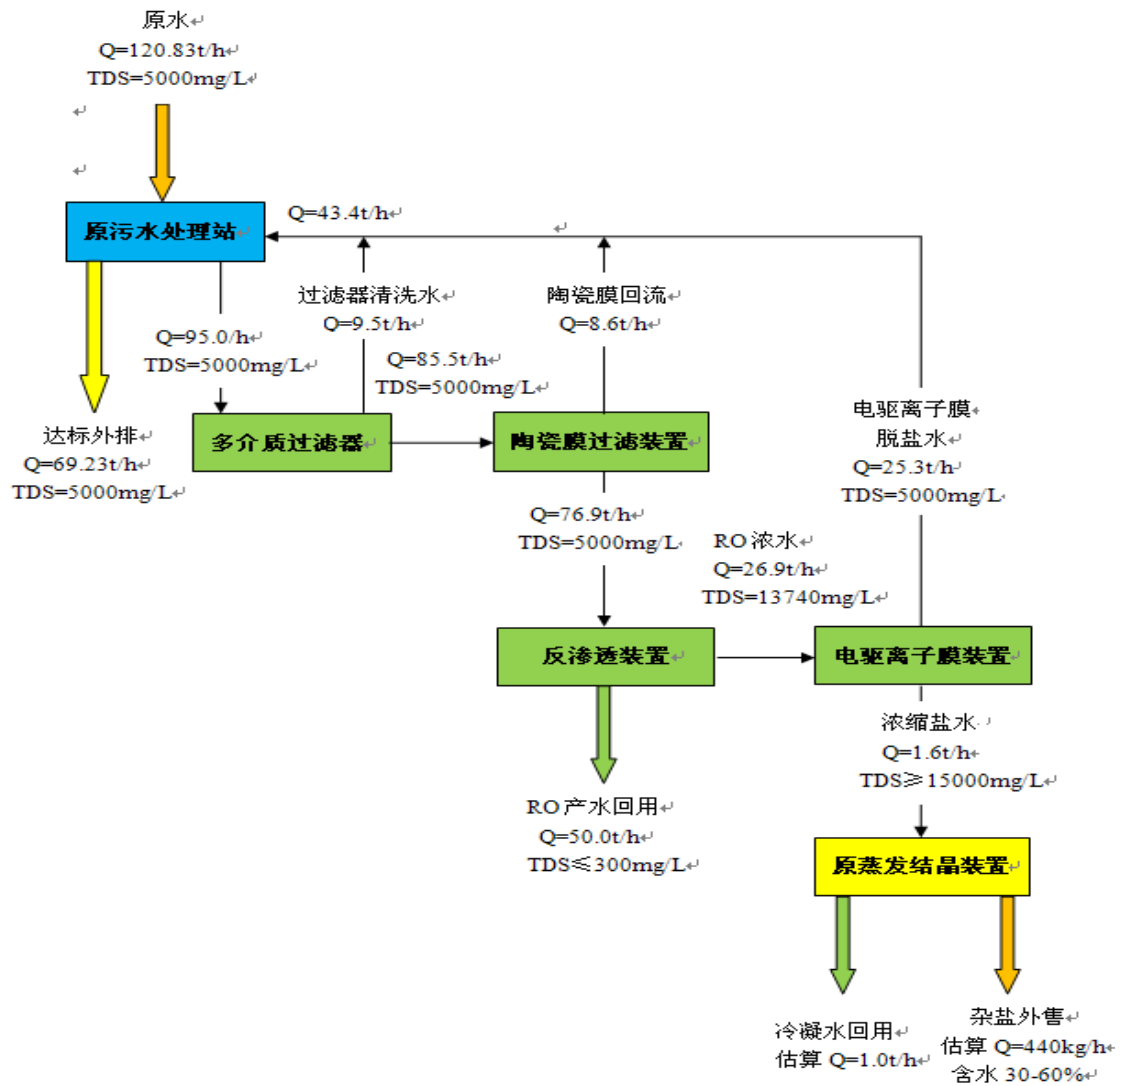 原水
Q=120.83t/h
TDS=5000mg/L
原污水处理站
Q=43.4t/h
过滤器清洗水
Q=9.5t/h
陶瓷膜回流
Q=8.6t/h
Q=95.0/h
TDS=5000mg/L
Q=85.5t/h
TDS=5000mg/L
达标外排
Q=69.23t/h
TDS=5000mg/L
多介质过滤器
陶瓷膜过滤装置
电驱离子膜
脱盐水
Q=25.3t/h
TDS=5000mg/L
Q=76.9t/h
TDS=5000mg/L
RO 浓水
Q=26.9t/h
TDS=13740mg/L
反渗透装置
电驱离子膜装置
浓缩盐水
Q=1.6t/h
TDS≥15000mg/L
RO 产水回用
Q=50.0t/h
TDS≤300mg/L
原蒸发结晶装置
冷凝水回用
估算 Q=1.0t/h
杂盐外售
估算 Q=440kg/h
含水 30-60%